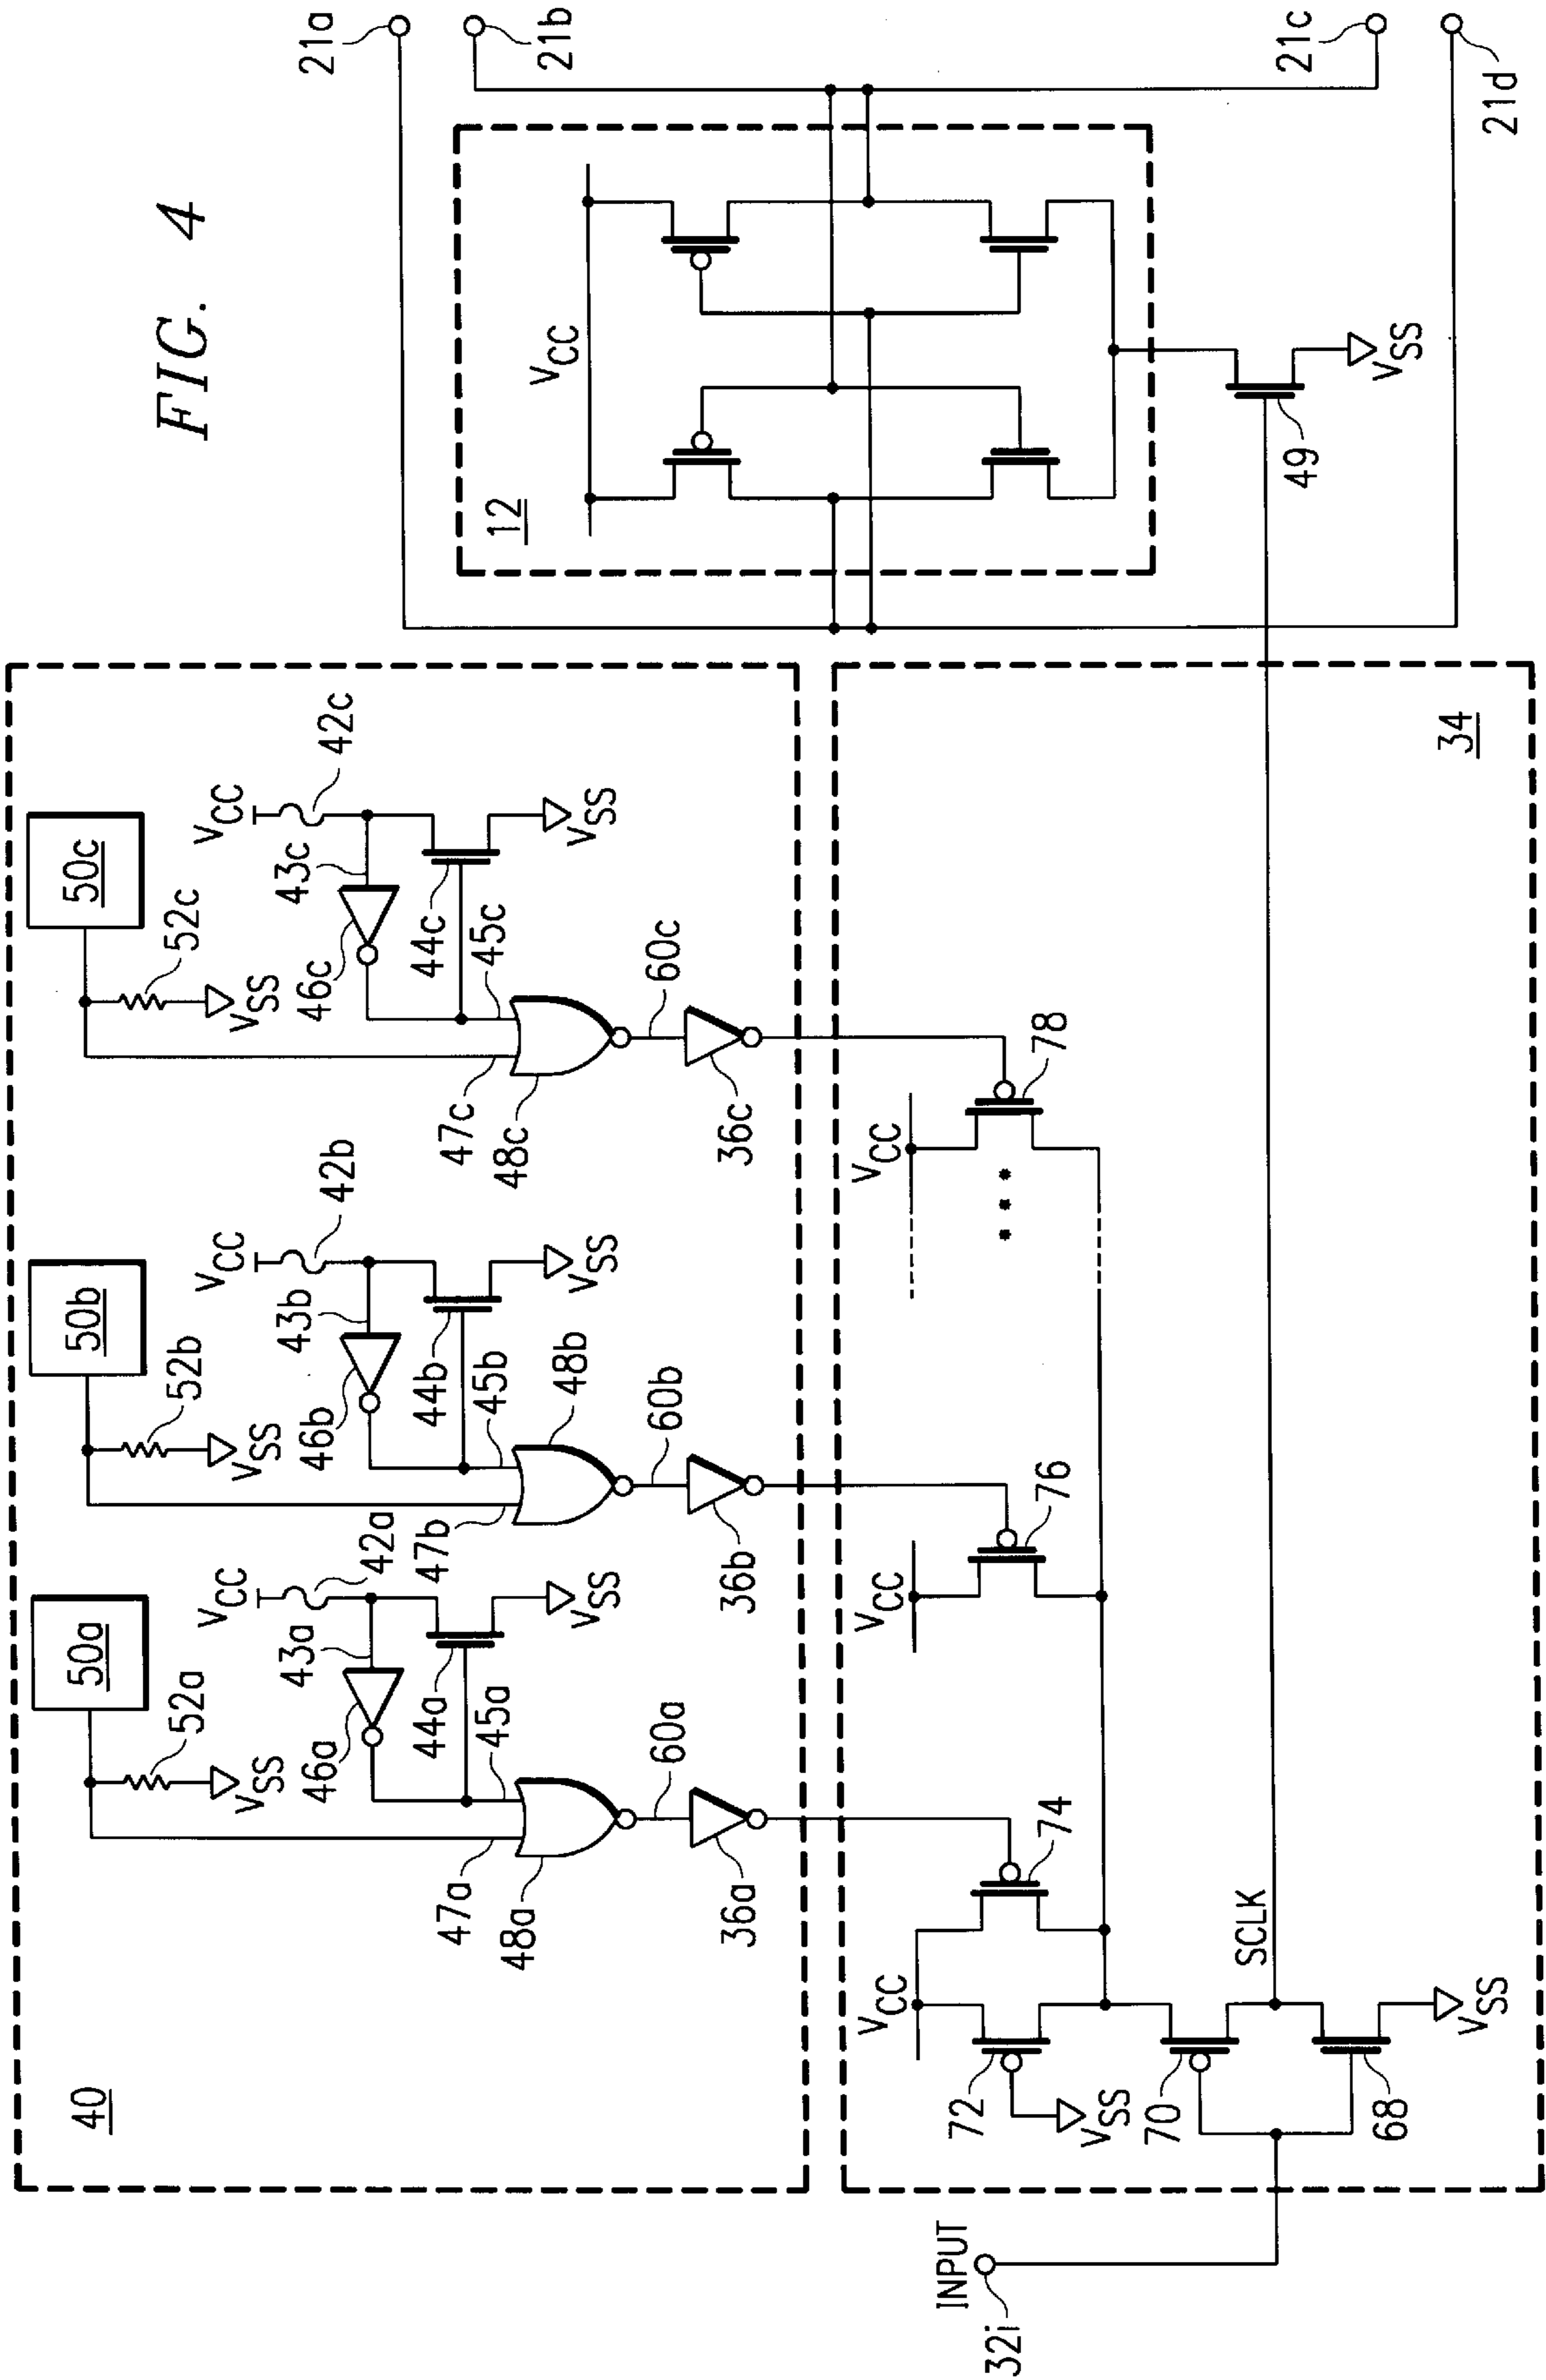 FIG. 4
40
50a
50b
50c
52a
VSS
52b
VSS
52c
VSS
VCC
42a
VCC
42b
VCC
42c
43a
43b
43c
46a
46b
46c
44a
44b
44c
VSS
VSS
VSS
45a
45b
45c
47a
47b
47c
48a
48b
48c
60a
60b
60c
36a
36b
36c
21a
21b
12
VCC
VCC
VCC
VCC
72
74
76
78
VSS
70
SCLK
68
VSS
34
INPUT
32i
49
VSS
21c
21d